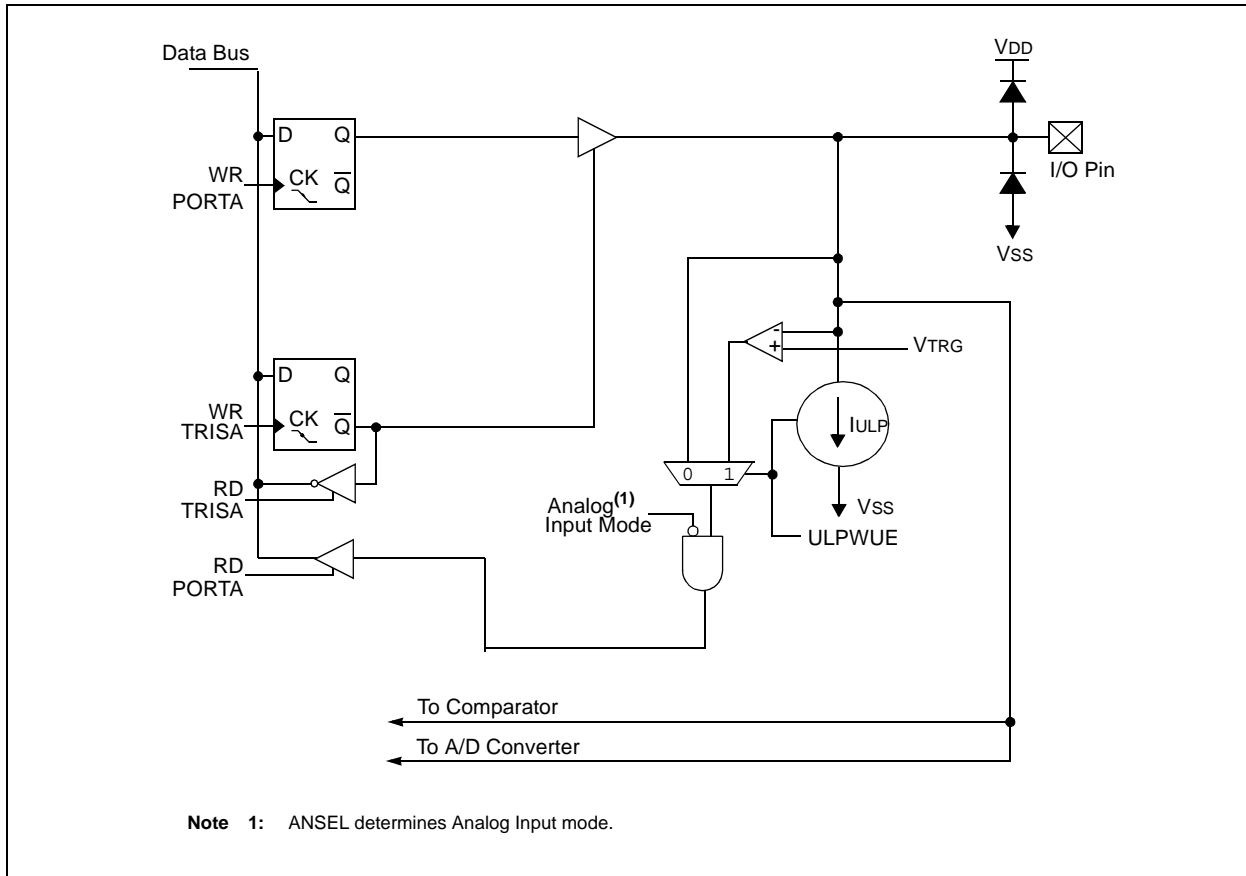 Data Bus
VDD
D Q
WR
PORTA
CK Q
I/O Pin
VSS
VTRG
-
+
D Q
WR
TRISA
CK Q
IULP
RD
TRISA
0 1
Analog(1)
Input Mode
VSS
ULPWUE
RD
PORTA
To Comparator
To A/D Converter
Note 1: ANSEL determines Analog Input mode.